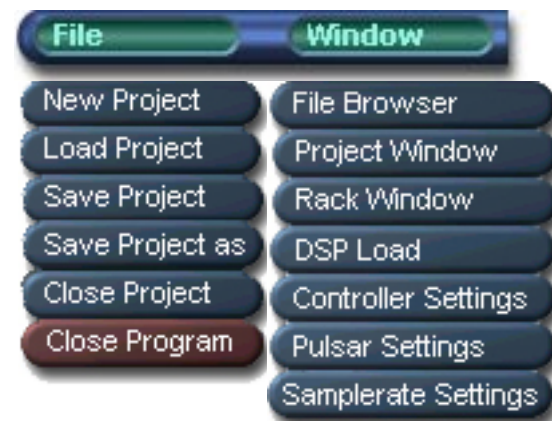 File
Window
New Project
Load Project
Save Project
Save Project as
Close Project
Close Program
File Browser
Project Window
Rack Window
DSP Load
Controller Settings
Pulsar Settings
Samplerate Settings